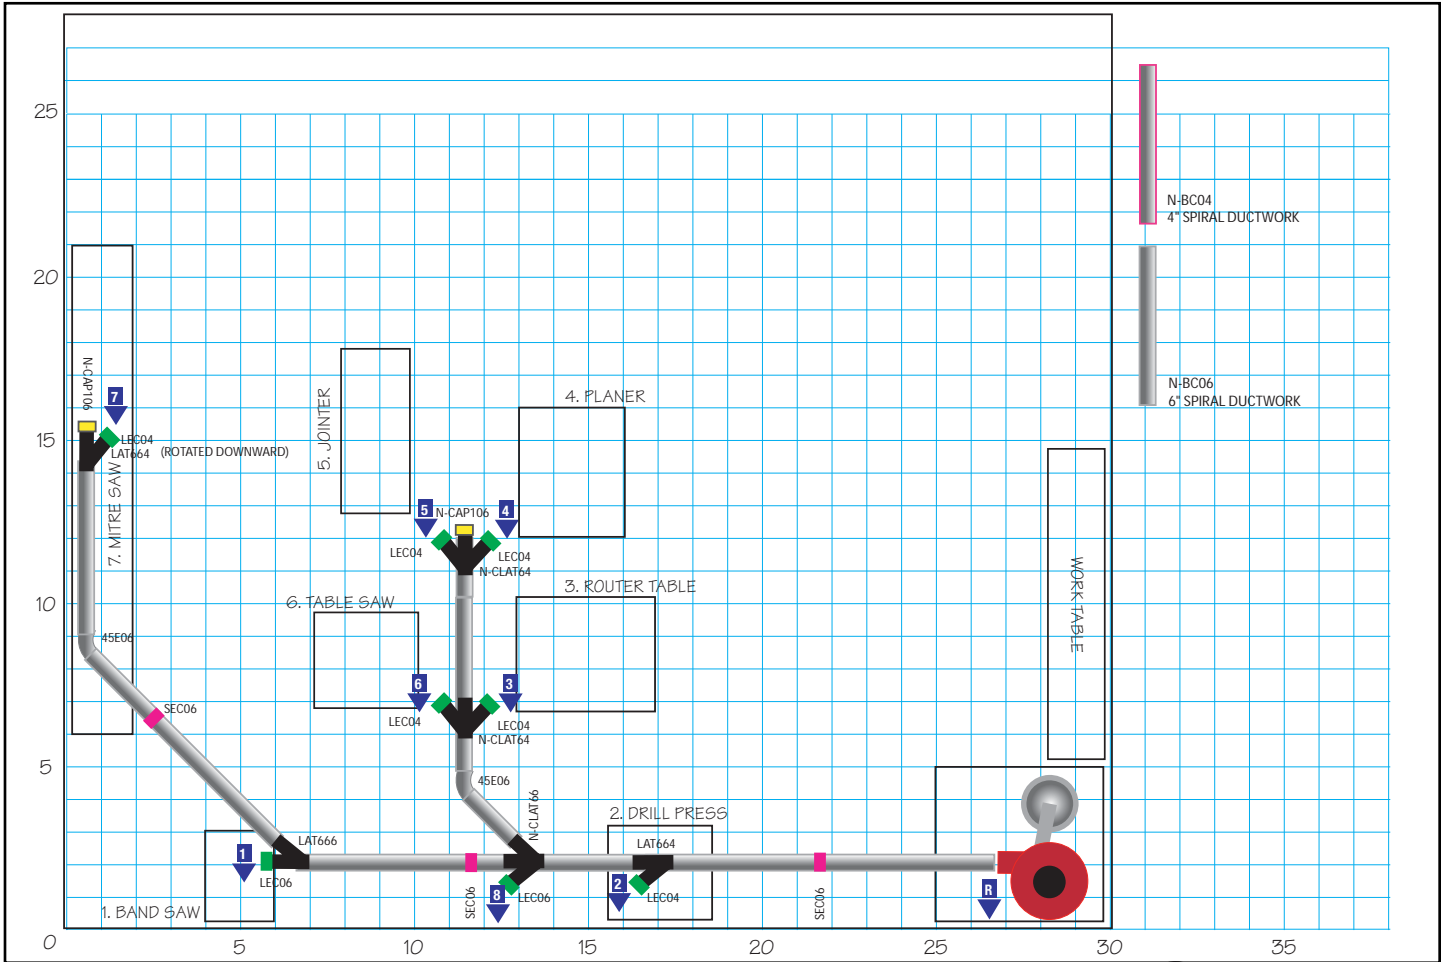 25
N-BC04
4" SPIRAL DUCTWORK
20
N-CAP106
7
LEC04
LAT664
(ROTATED DOWNWARD)
15
7. MITRE SAW
5. JOINTER
4. PLANER
N-BC06
6" SPIRAL DUCTWORK
5
N-CAP106
4
LEC04
LEC04
N-CLAT64
10
6. TABLE SAW
3. ROUTER TABLE
WORK TABLE
45E06
6
3
LEC04
LEC04
N-CLAT64
SEC06
5
45E06
N-CLAT66
2. DRILL PRESS
LAT666
LAT664
1
LEC06
SEC06
8
LEC06
2
LEC04
SEC06
R
1. BAND SAW
0
5
10
15
20
25
30
35